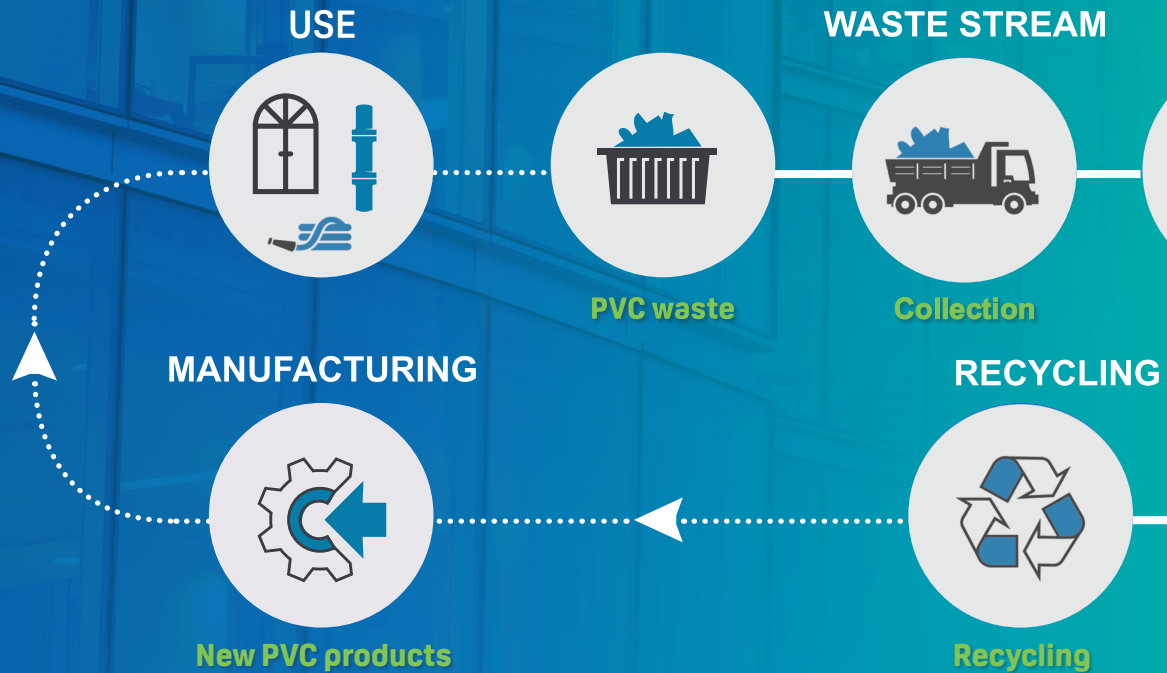 USE
WASTE STREAM
PVC waste
Collection
MANUFACTURING
RECYCLING
New PVC products
Recycling